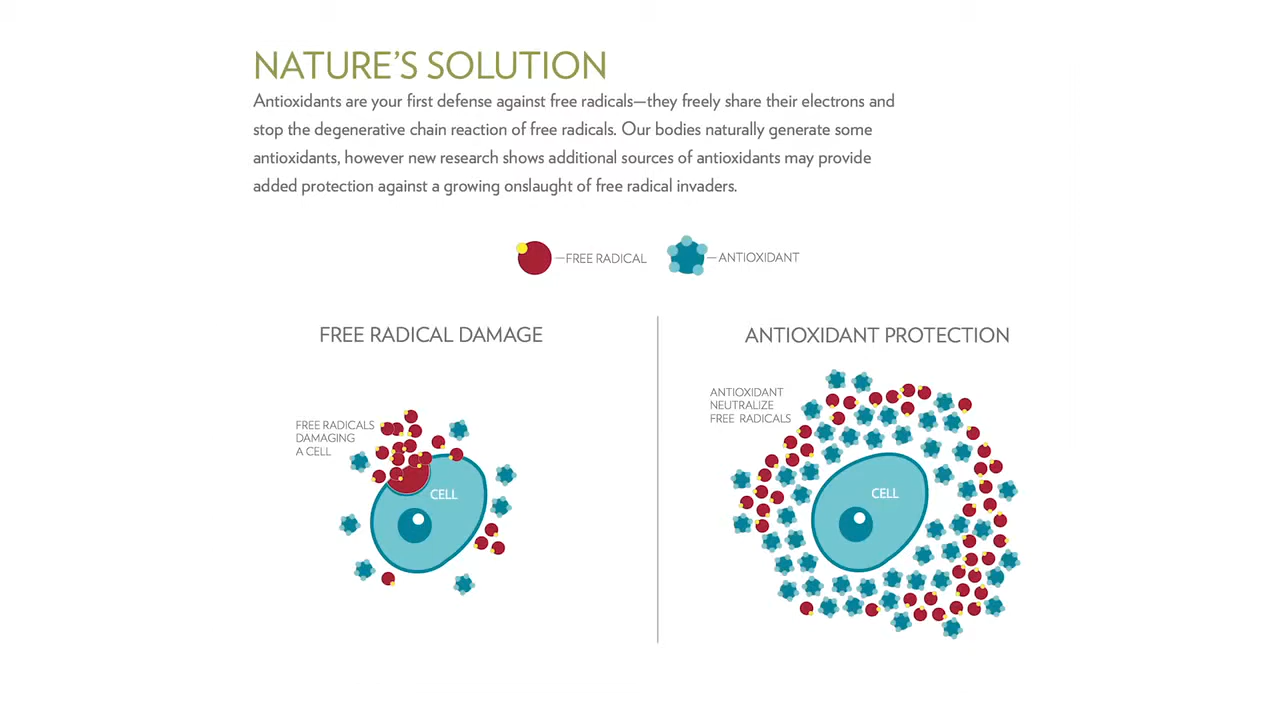 NATURE’S SOLUTION
Antioxidants are your first defense against free radicals—they freely share their electrons and
stop the degenerative chain reaction of free radicals. Our bodies naturally generate some
antioxidants, however new research shows additional sources of antioxidants may provide
added protection against a growing onslaught of free radical invaders.
FREE RADICAL
ANTIOXIDANT
FREE RADICAL DAMAGE
FREE RADICALS
DAMAGING
A CELL
CELL
ANTIOXIDANT PROTECTION
ANTIOXIDANT
NEUTRALIZE
FREE RADICALS
CELL